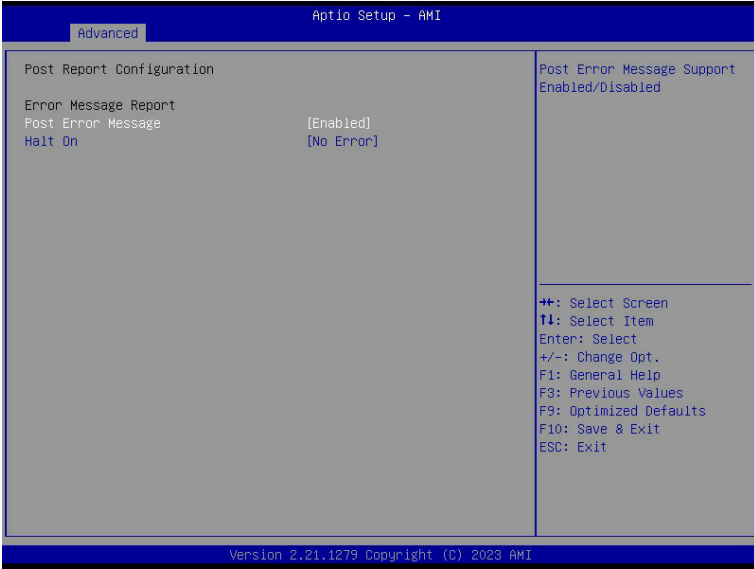 Aptio Setup – AMI
Advanced
Post Report Configuration
Error Message Report
Post Error Message [Enabled]
Halt On [No Error]
Post Error Message Support
Enabled/Disabled
→←: Select Screen
↑↓: Select Item
Enter: Select
+/-: Change Opt.
F1: General Help
F3: Previous Values
F9: Optimized Defaults
F10: Save & Exit
ESC: Exit
Version 2.21.1279 Copyright (C) 2023 AMI